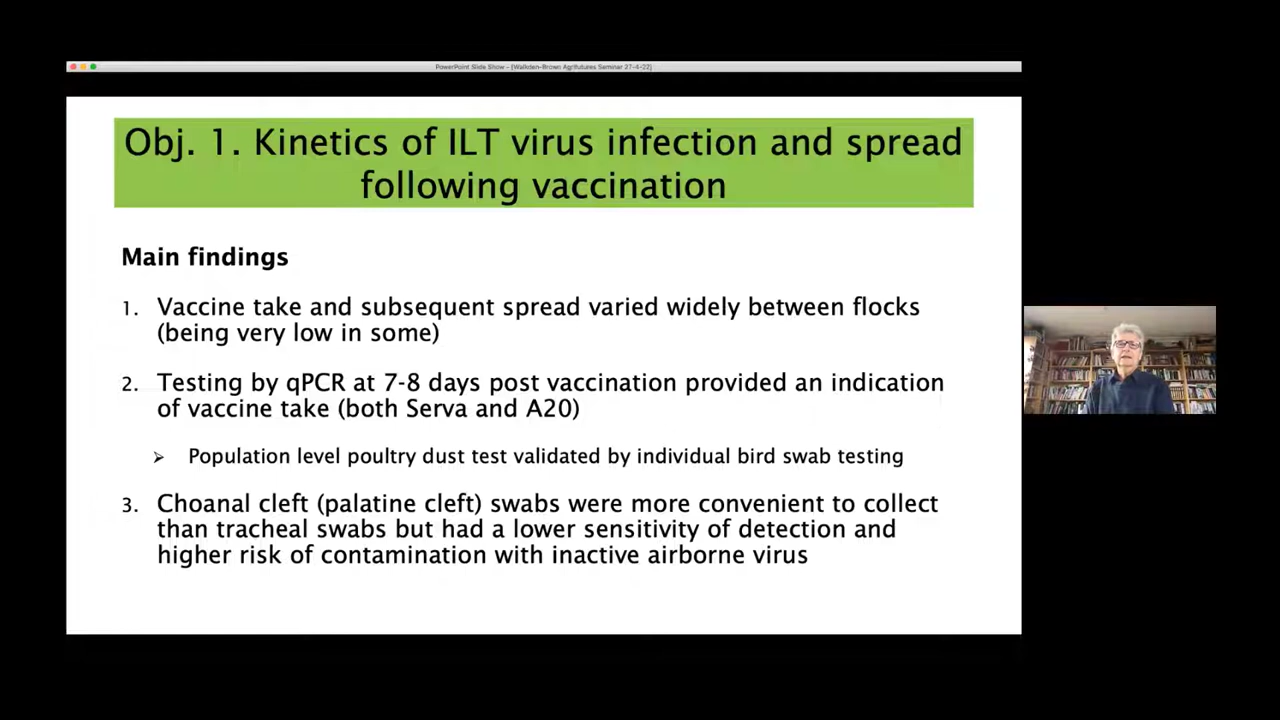 PowerPoint Slide Show - [Walkden-Brown Agrifutures Seminar 27-4-22]
Obj. 1. Kinetics of ILT virus infection and spread
following vaccination
Main findings
1. Vaccine take and subsequent spread varied widely between flocks
(being very low in some)
2. Testing by qPCR at 7-8 days post vaccination provided an indication
of vaccine take (both Serva and A20)
➢ Population level poultry dust test validated by individual bird swab testing
3. Choanal cleft (palatine cleft) swabs were more convenient to collect
than tracheal swabs but had a lower sensitivity of detection and
higher risk of contamination with inactive airborne virus